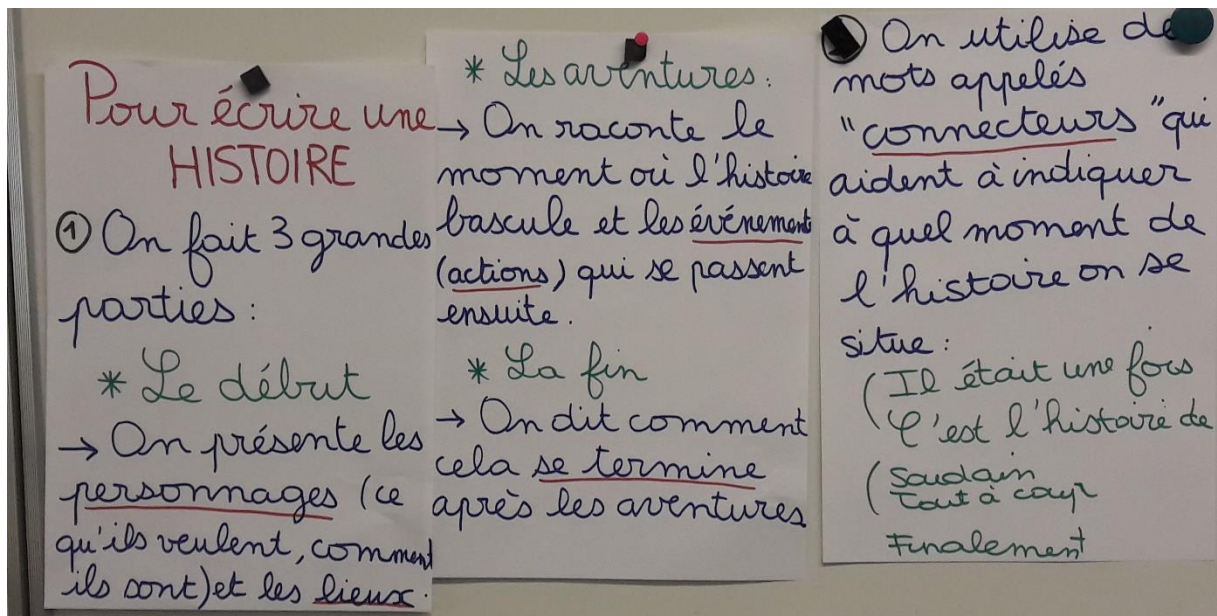 Pour écrire une
HISTOIRE
① On fait 3 grandes
parties :
* Le début
→ On présente les
personnages (ce
qu'ils veulent, comment
ils sont) et les lieux.
* Les aventures :
→ On raconte le
moment où l'histoire
bascule et les événements
(actions) qui se passent
ensuite.
* La fin
→ On dit comment
cela se termine
après les aventures
On utilise de
mots appelés
"connecteurs" qui
aident à indiquer
à quel moment de
l'histoire on se
situe :
( Il était une fois
C'est l'histoire de
( Soudain
Tout à coup
Finalement